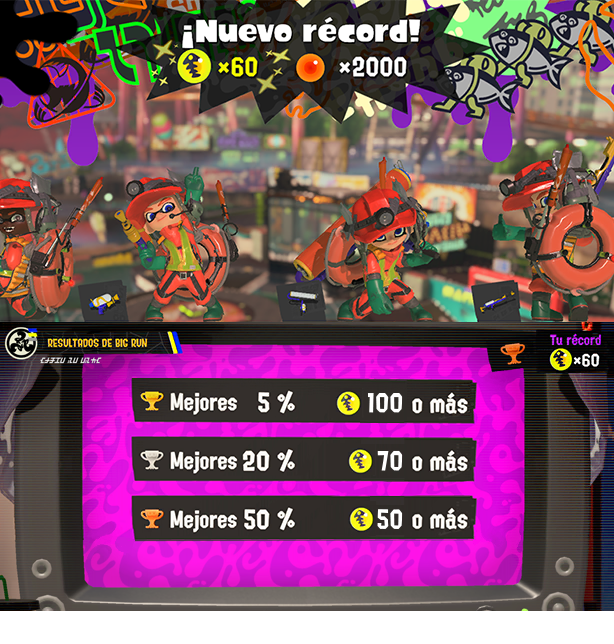 ¡Nuevo récord!
×60 ×2000
RESULTADOS DE BIG RUN
Tu récord
×60
Mejores 5 % 100 o más
Mejores 20 % 70 o más
Mejores 50 % 50 o más